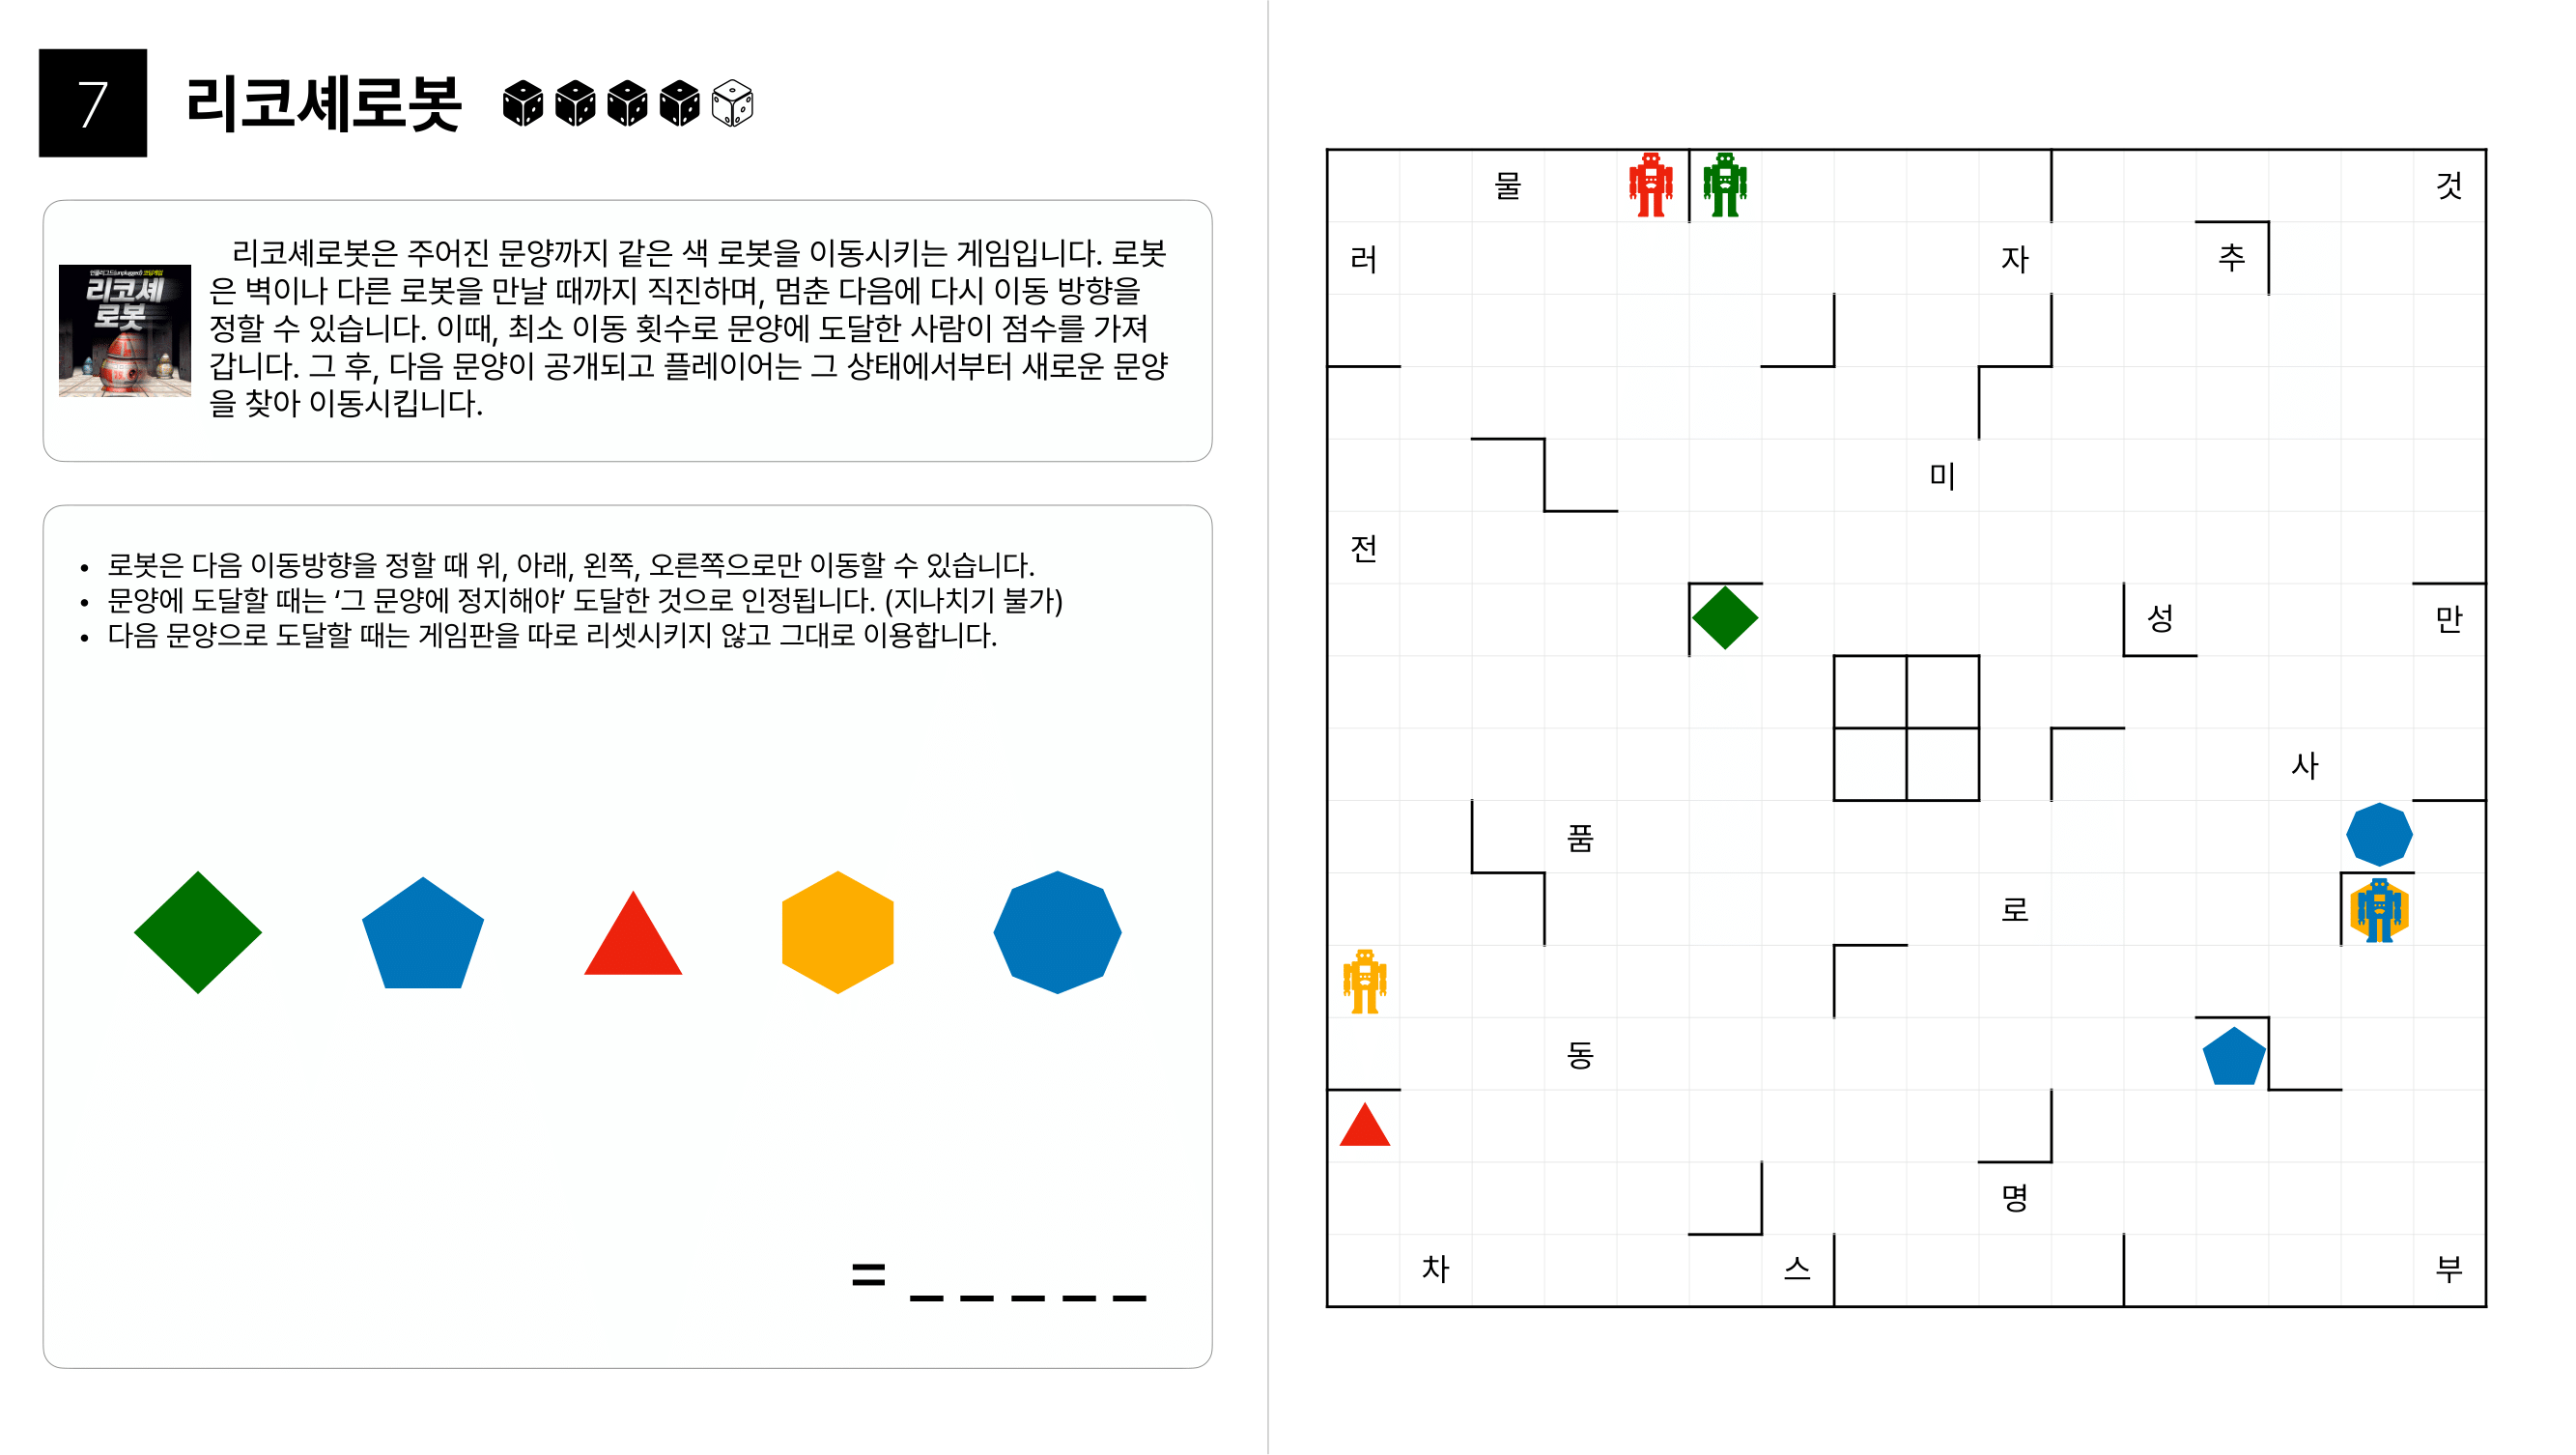 7
리코셰로봇
언플러그드(unplugged) 코딩게임
리코셰
로봇
리코셰로봇은 주어진 문양까지 같은 색 로봇을 이동시키는 게임입니다. 로봇
은 벽이나 다른 로봇을 만날 때까지 직진하며, 멈춘 다음에 다시 이동 방향을
정할 수 있습니다. 이때, 최소 이동 횟수로 문양에 도달한 사람이 점수를 가져
갑니다. 그 후, 다음 문양이 공개되고 플레이어는 그 상태에서부터 새로운 문양
을 찾아 이동시킵니다.
• 로봇은 다음 이동방향을 정할 때 위, 아래, 왼쪽, 오른쪽으로만 이동할 수 있습니다.
• 문양에 도달할 때는 ‘그 문양에 정지해야’ 도달한 것으로 인정됩니다. (지나치기 불가)
• 다음 문양으로 도달할 때는 게임판을 따로 리셋시키지 않고 그대로 이용합니다.
= _ _ _ _ _
물 것
러 자 추
미
전
성 만
사
품
로
동
명
차 스 부